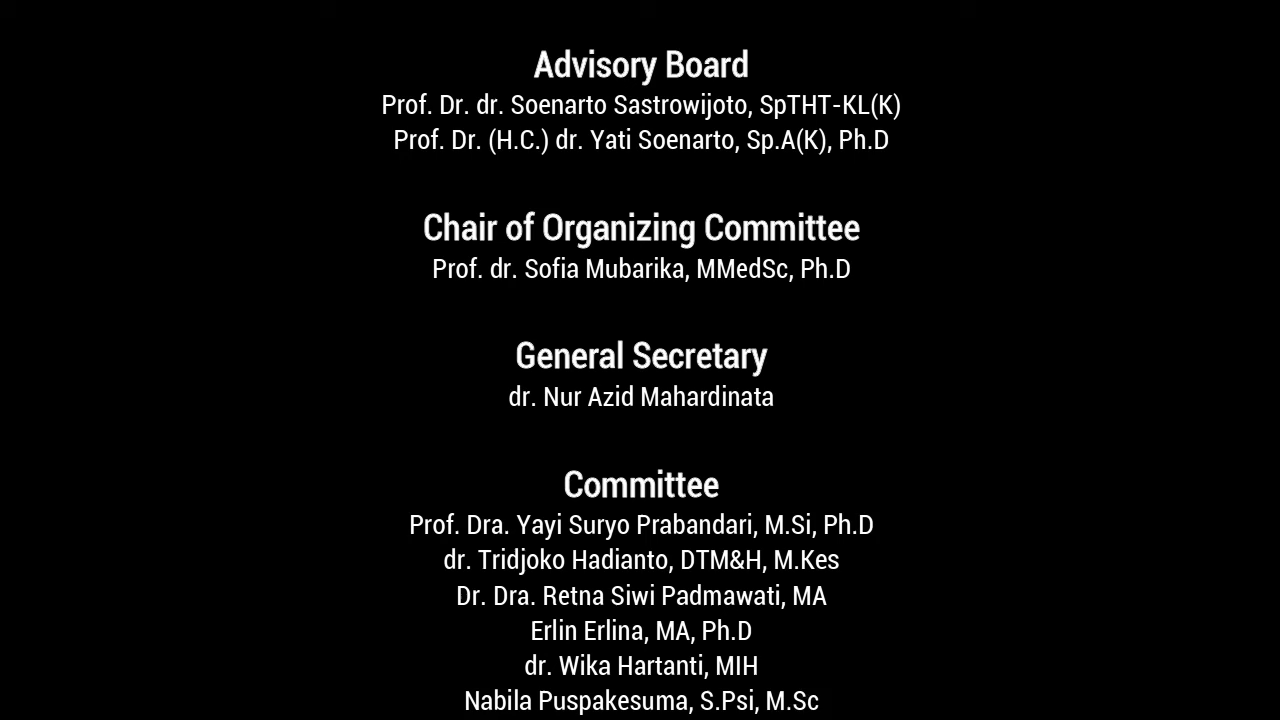 Advisory Board
Prof. Dr. dr. Soenarto Sastrowijoto, SpTHT-KL(K)
Prof. Dr. (H.C.) dr. Yati Soenarto, Sp.A(K), Ph.D
Chair of Organizing Committee
Prof. dr. Sofia Mubarika, MMedSc, Ph.D
General Secretary
dr. Nur Azid Mahardinata
Committee
Prof. Dra. Yayi Suryo Prabandari, M.Si, Ph.D
dr. Tridjoko Hadianto, DTM&H, M.Kes
Dr. Dra. Retna Siwi Padmawati, MA
Erlin Erlina, MA, Ph.D
dr. Wika Hartanti, MIH
Nabila Puspakesuma, S.Psi, M.Sc